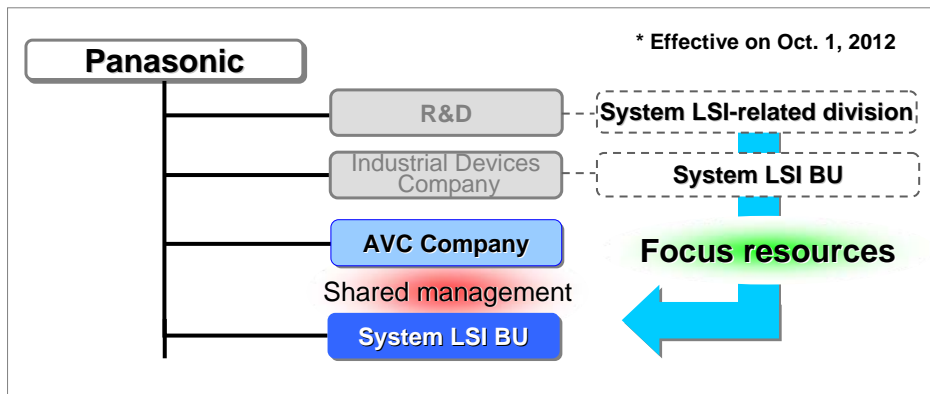 * Effective on Oct. 1, 2012
Panasonic
R&D
System LSI-related division
Industrial Devices
Company
System LSI BU
AVC Company
Focus resources
Shared management
System LSI BU